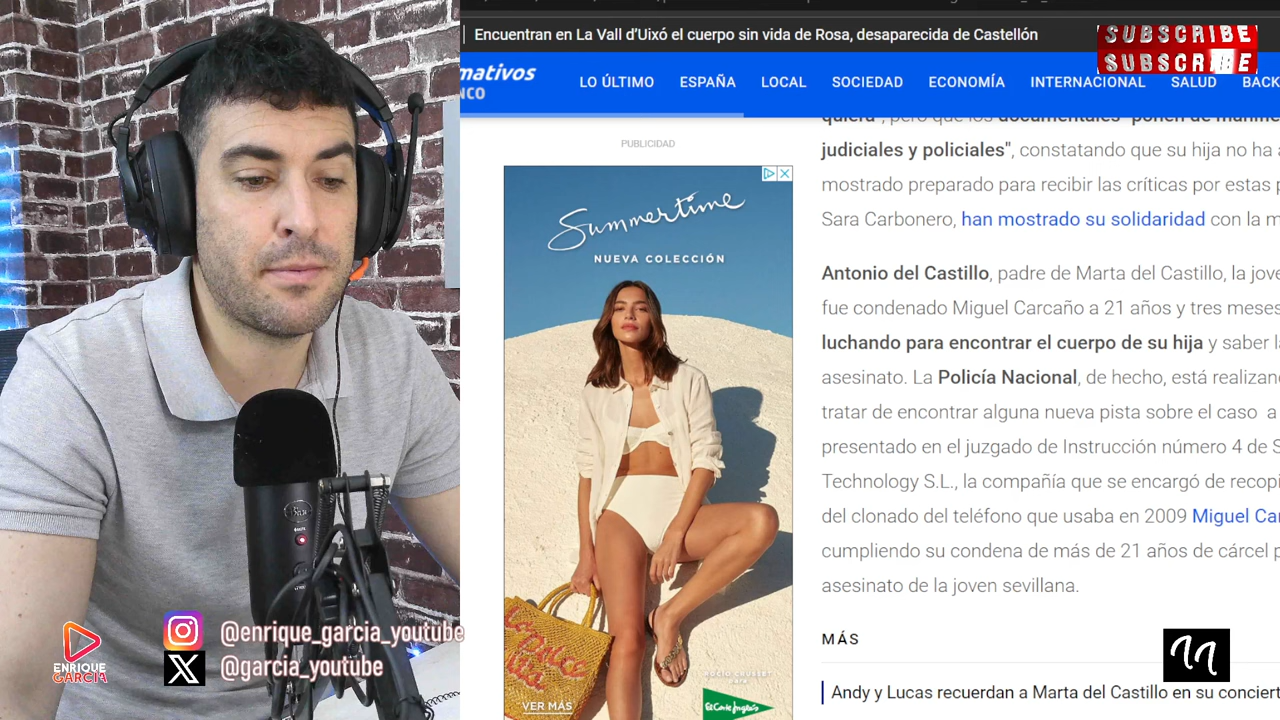 Encuentran en La Vall d'Uixó el cuerpo sin vida de Rosa, desaparecida de Castellón
SUBSCRIBE
SUBSCRIBE
LO ÚLTIMO ESPAÑA LOCAL SOCIEDAD ECONOMÍA INTERNACIONAL SALUD BACK
PUBLICIDAD
Summertime
NUEVA COLECCIÓN
VER MÁS
El Corte Inglés
judiciales y policiales", constatando que su hija no ha
mostrado preparado para recibir las críticas por estas
Sara Carbonero, han mostrado su solidaridad con la
Antonio del Castillo, padre de Marta del Castillo, la
fue condenado Miguel Carcaño a 21 años y tres meses
luchando para encontrar el cuerpo de su hija y saber
asesinato. La Policía Nacional, de hecho, está
tratar de encontrar alguna nueva pista sobre el caso a
presentado en el juzgado de Instrucción número 4 de S
Technology S.L., la compañía que se encargó de
del clonado del teléfono que usaba en 2009 Miguel
cumpliendo su condena de más de 21 años de cárcel
asesinato de la joven sevillana.
MÁS
Andy y Lucas recuerdan a Marta del Castillo en su
ENRIQUE
GARCIA
@enrique_garcia_youtube
@garcia_youtube